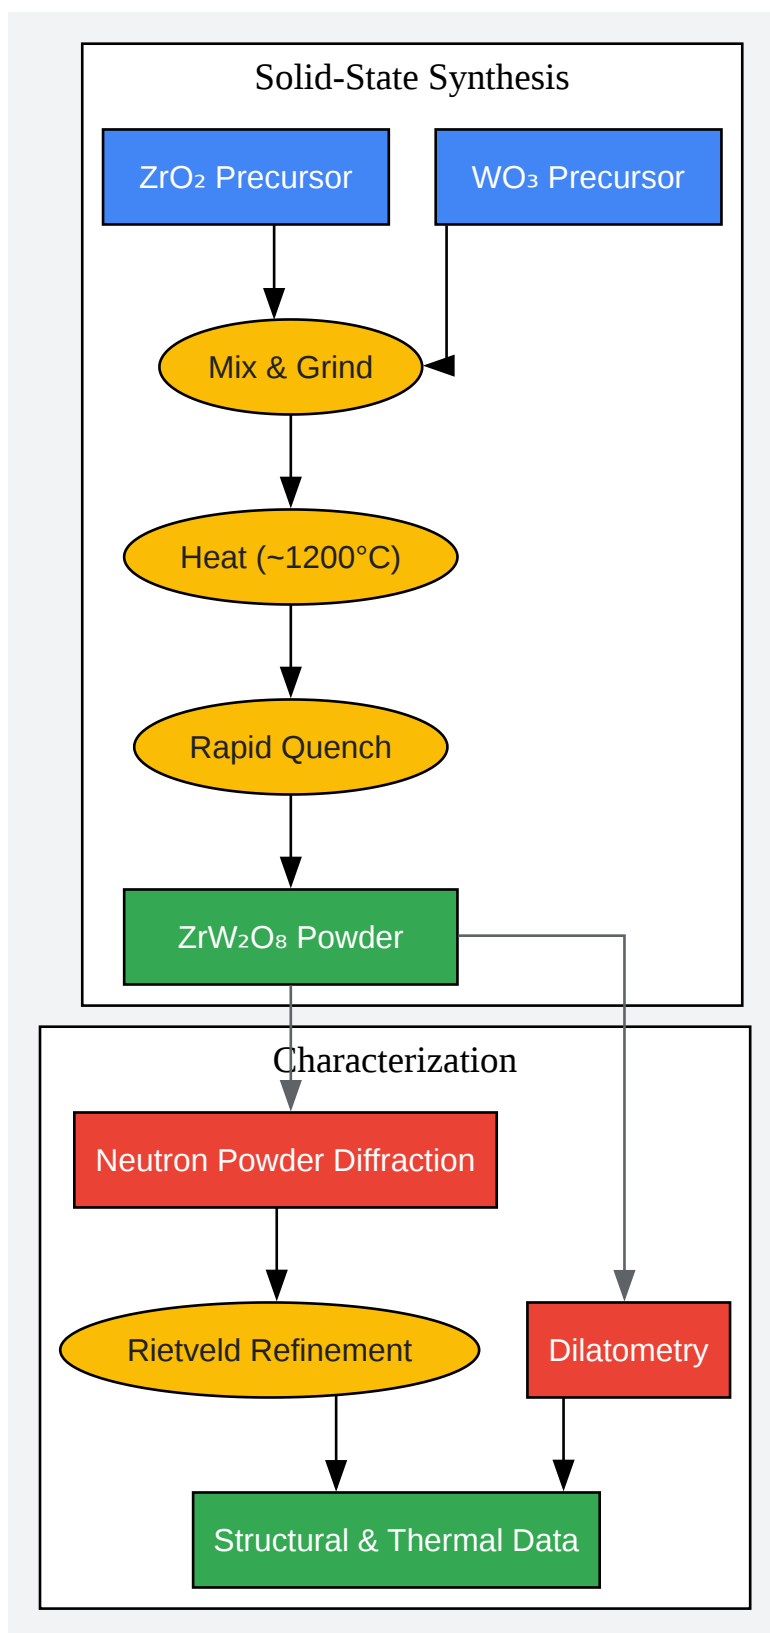 Solid-State Synthesis
ZrO₂ Precursor
WO₃ Precursor
Mix & Grind
Heat (~1200°C)
Rapid Quench
ZrW₂O₈ Powder
Characterization
Neutron Powder Diffraction
Rietveld Refinement
Dilatometry
Structural & Thermal Data